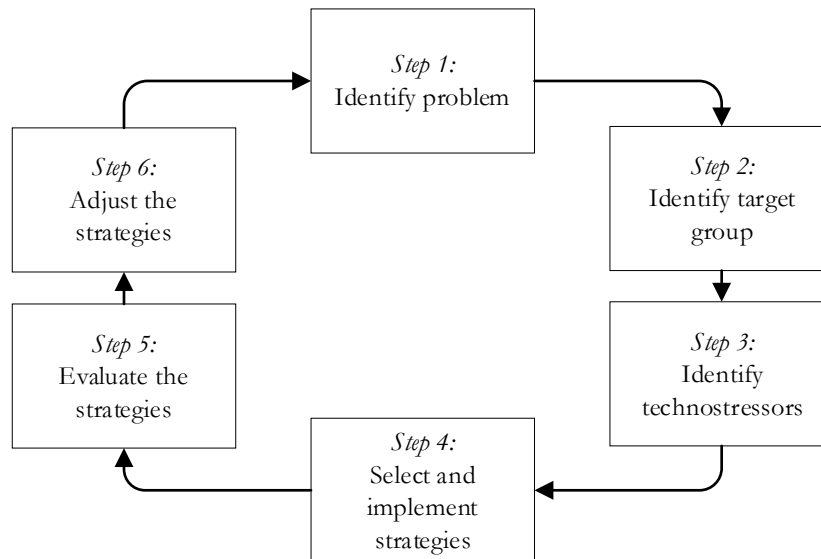 Step 1:
Identify problem
Step 2:
Identify target
group
Step 3:
Identify
technostressors
Step 4:
Select and
implement
strategies
Step 5:
Evaluate the
strategies
Step 6:
Adjust the
strategies